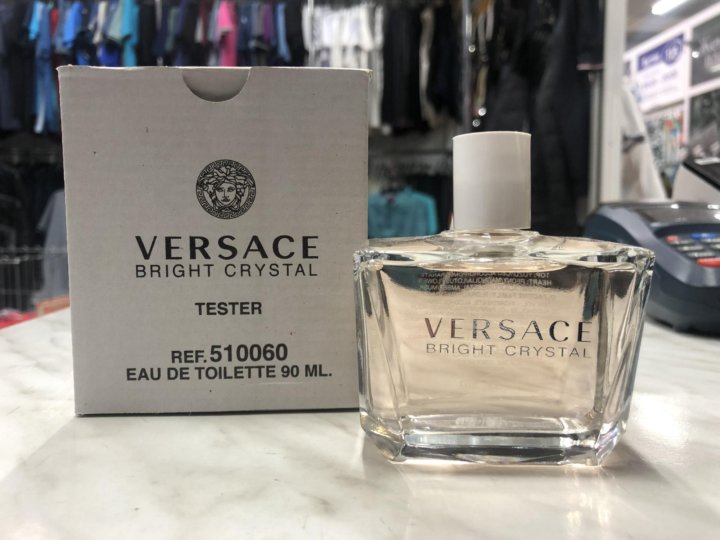 VERSACE
BRIGHT CRYSTAL
TESTER
REF. 510060
EAU DE TOILETTE 90 ML.
VERSACE
BRIGHT CRYSTAL